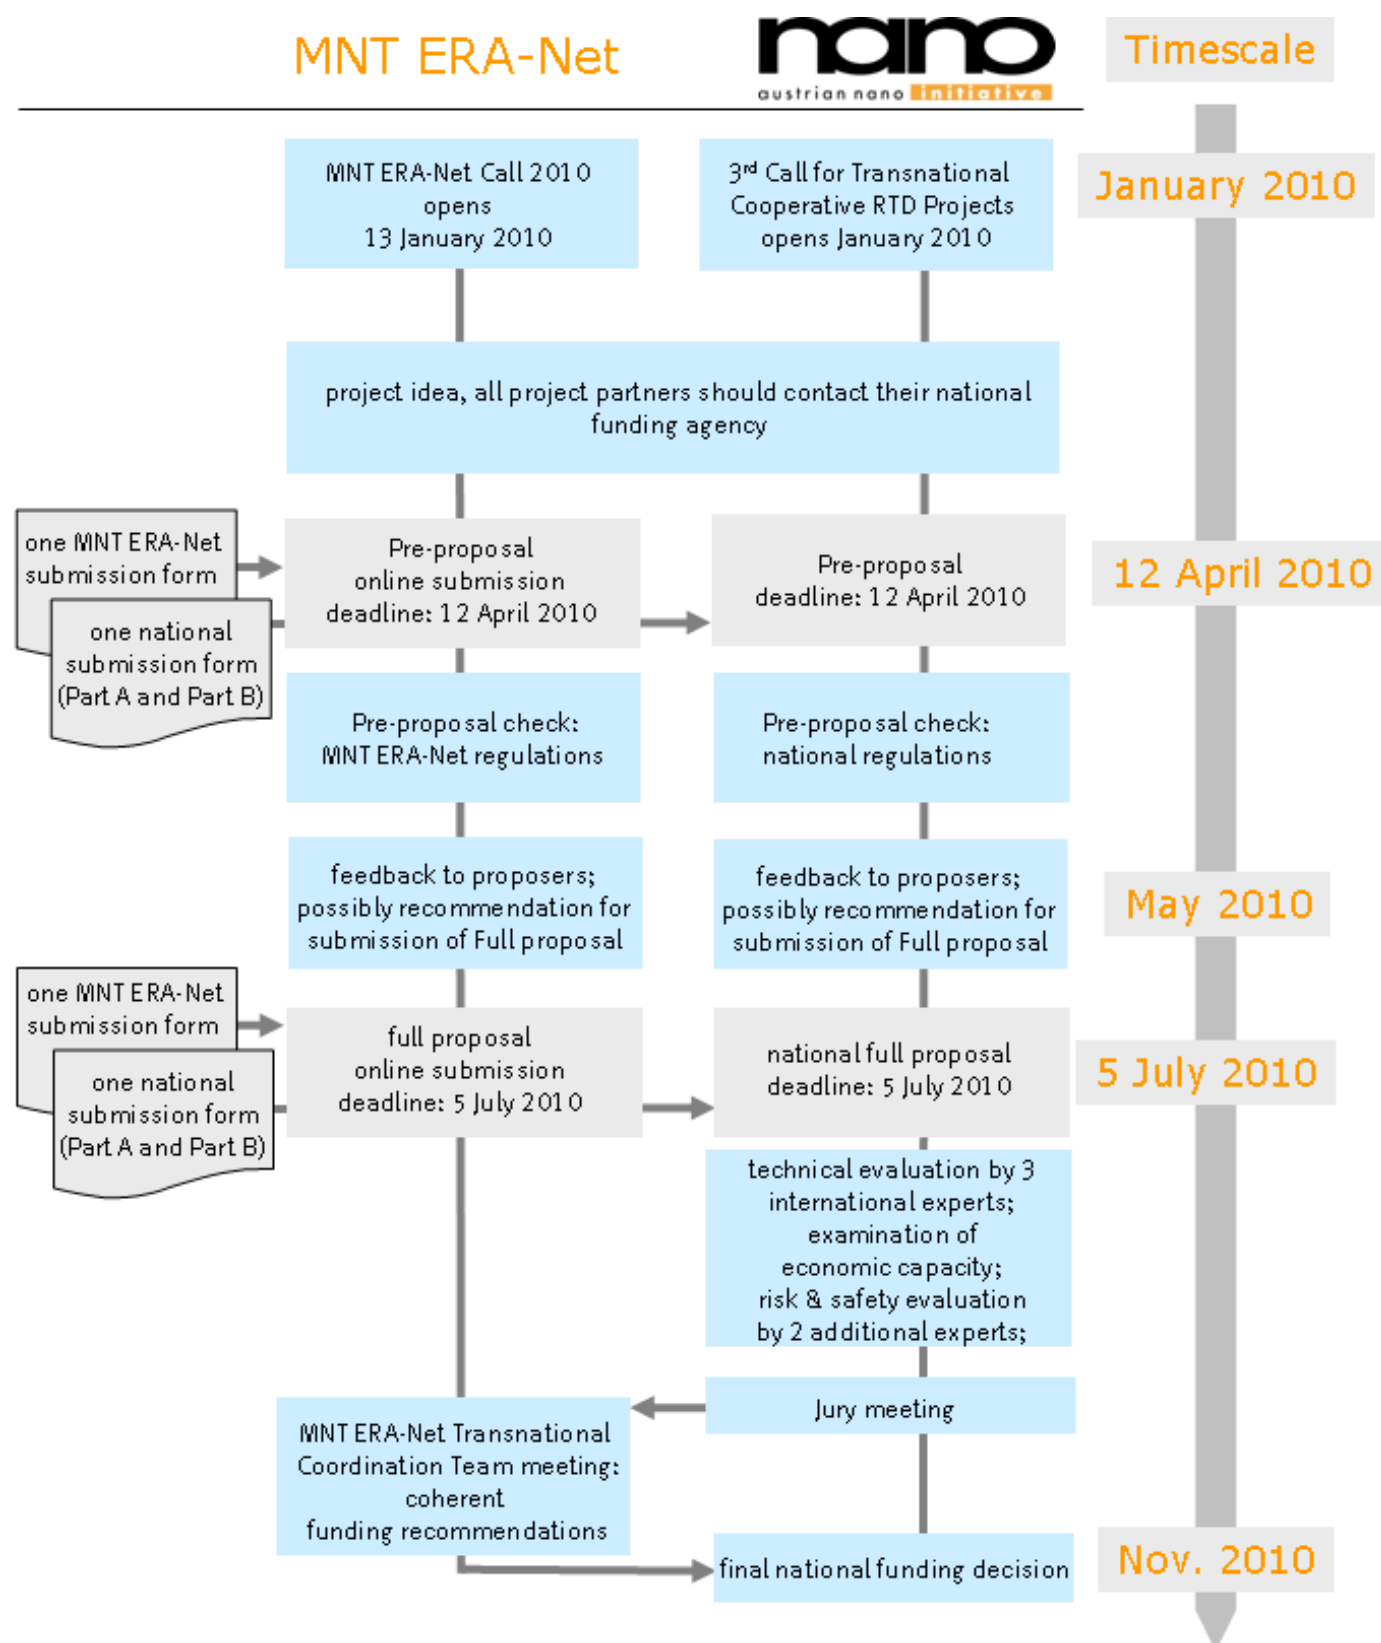 MNT ERA-Net
nano
austrian nano initiative
Timescale
MNT ERA-Net Call 2010
opens
13 January 2010
3rd Call for Transnational
Cooperative RTD Projects
opens January 2010
January 2010
project idea, all project partners should contact their national
funding agency
one MNT ERA-Net
submission form
one national
submission form
(Part A and Part B)
Pre-proposal
online submission
deadline: 12 April 2010
Pre-proposal
deadline: 12 April 2010
12 April 2010
Pre-proposal check:
MNT ERA-Net regulations
Pre-proposal check:
national regulations
feedback to proposers;
possibly recommendation for
submission of Full proposal
feedback to proposers;
possibly recommendation for
submission of Full proposal
May 2010
one MNT ERA-Net
submission form
one national
submission form
(Part A and Part B)
full proposal
online submission
deadline: 5 July 2010
national full proposal
deadline: 5 July 2010
5 July 2010
technical evaluation by 3
international experts;
examination of
economic capacity;
risk & safety evaluation
by 2 additional experts;
Jury meeting
MNT ERA-Net Transnational
Coordination Team meeting:
coherent
funding recommendations
final national funding decision
Nov. 2010